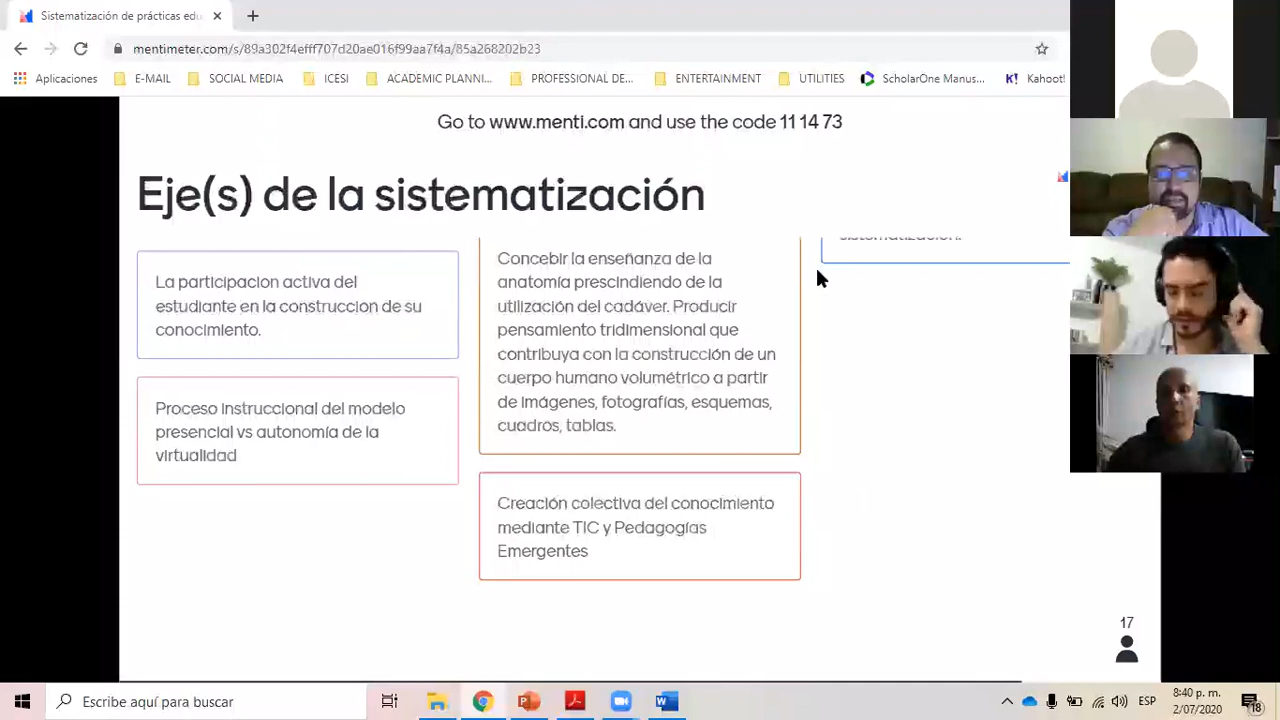 Sistematización de prácticas edu
mentimeter.com/s/89a302f4efff707d20ae016f99aa7f4a/85a268202b23
Aplicaciones E-MAIL SOCIAL MEDIA ICESI ACADEMIC PLANNI... PROFESSIONAL DE... ENTERTAINMENT UTILITIES ScholarOne Manus... Kahoot!
Go to www.menti.com and use the code 11 14 73
Eje(s) de la sistematización
La participacion activa del
estudiante en la construccion de su
conocimiento.
Proceso instruccional del modelo
presencial vs autonomía de la
virtualidad
Concebir la enseñanza de la
anatomía prescindiendo de la
utilización del cadáver. Producir
pensamiento tridimensional que
contribuya con la construcción de un
cuerpo humano volumétrico a partir
de imágenes, fotografías, esquemas,
cuadros, tablas.
Creación colectiva del conocimiento
mediante TIC y Pedagogías
Emergentes
sistematización.
17
Escribe aquí para buscar
ESP
8:40 p. m.
2/07/2020
18